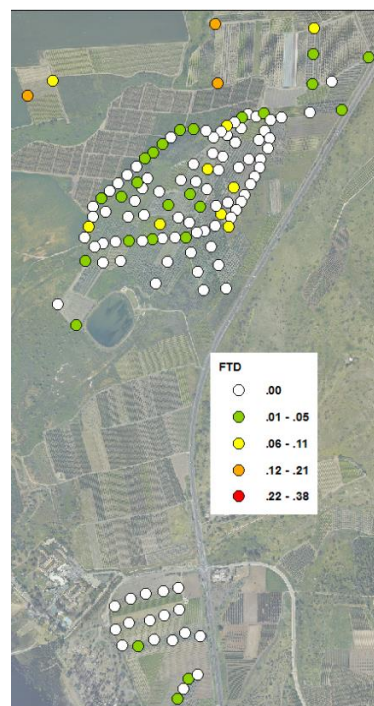 FTD
.00
.01 - .05
.06 - .11
.12 - .21
.22 - .38